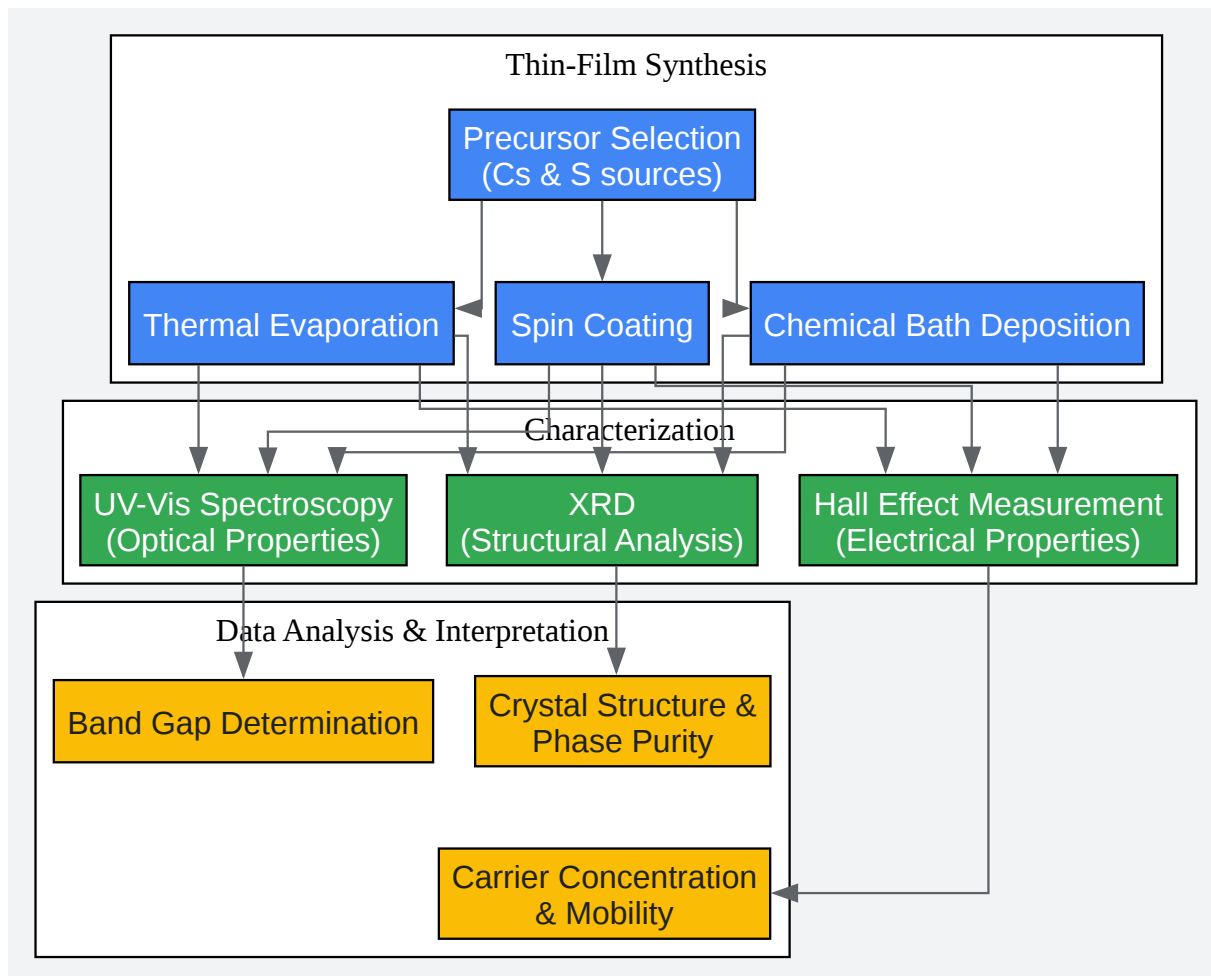 Thin-Film Synthesis
Precursor Selection
(Cs & S sources)
Thermal Evaporation
Spin Coating
Chemical Bath Deposition
Characterization
UV-Vis Spectroscopy
(Optical Properties)
XRD
(Structural Analysis)
Hall Effect Measurement
(Electrical Properties)
Data Analysis & Interpretation
Band Gap Determination
Crystal Structure &
Phase Purity
Carrier Concentration
& Mobility